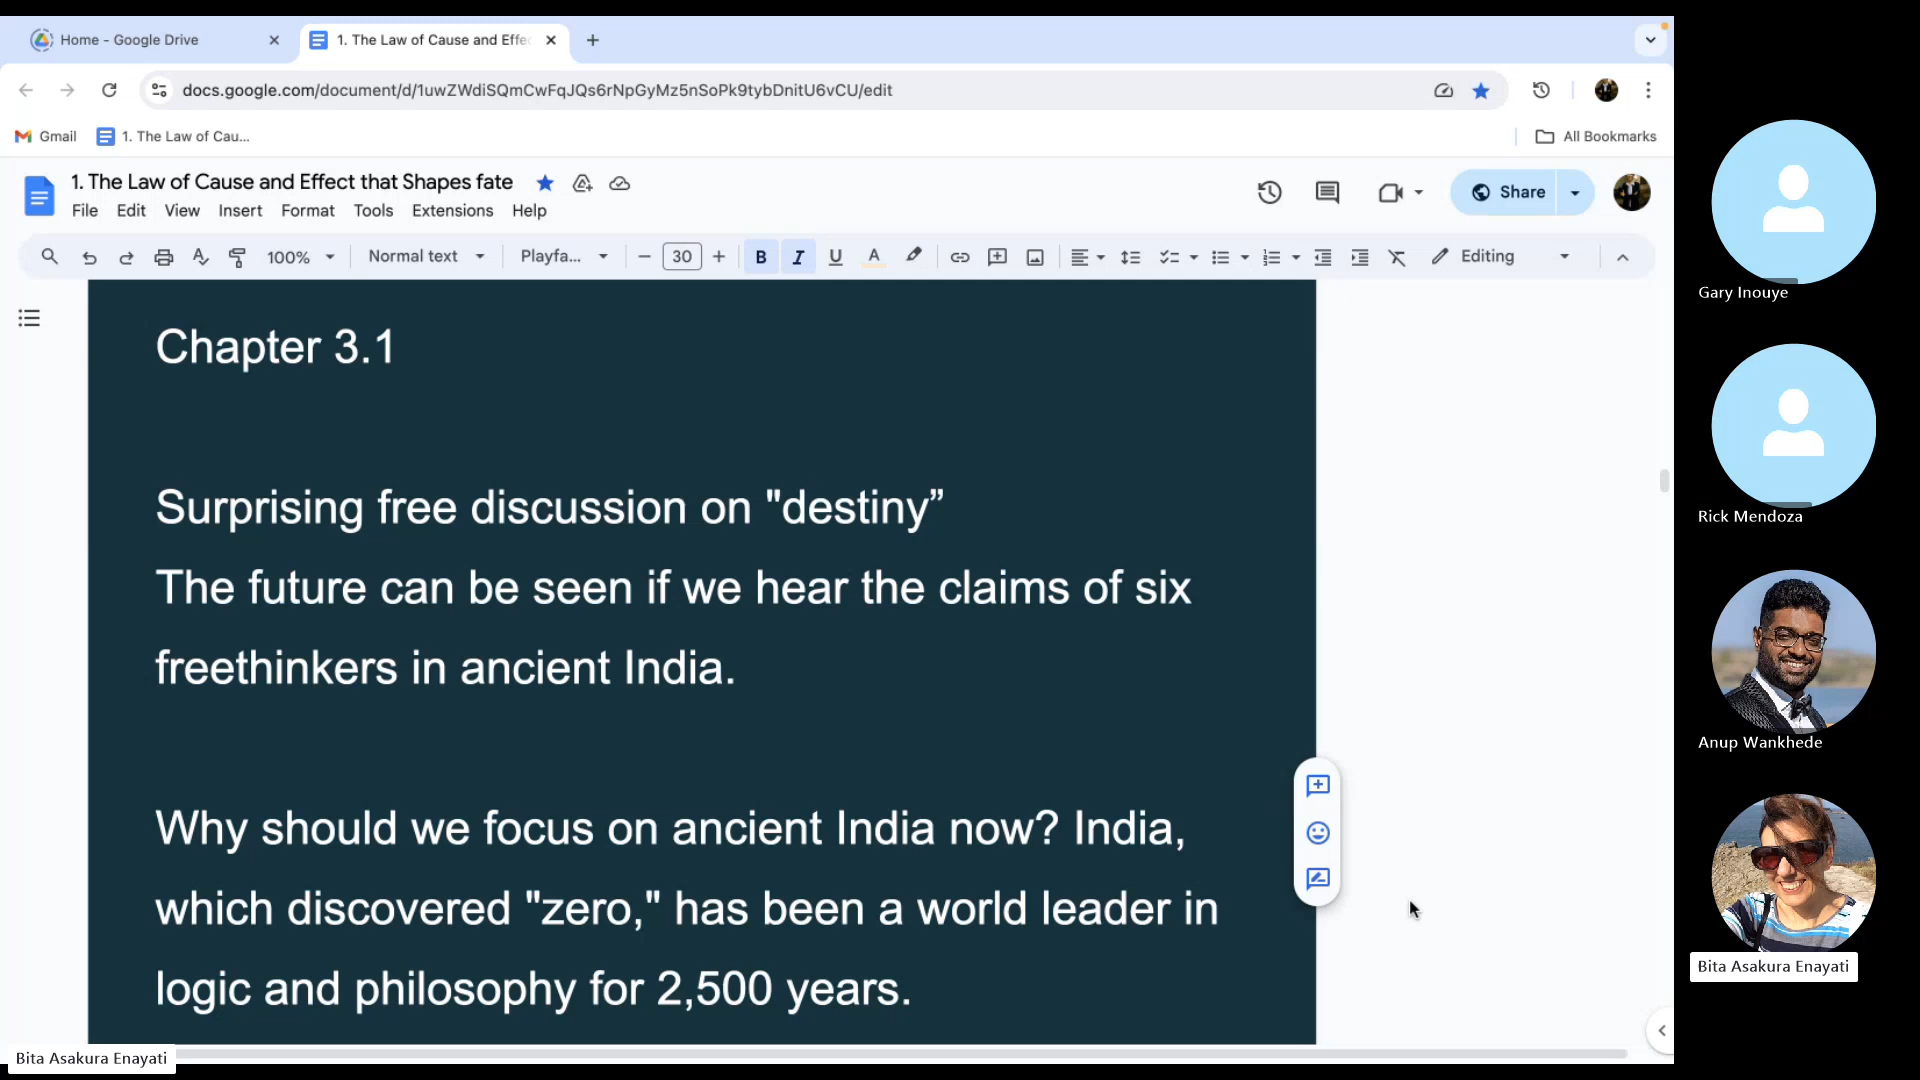 Home - Google Drive
1. The Law of Cause and Effe
docs.google.com/document/d/1uwZWdiSQmCwFqJQs6rNpGyMz5nSoPk9tybDnitU6vCU/edit
Gmail
1. The Law of Cau...
All Bookmarks
1. The Law of Cause and Effect that Shapes fate
Share
File Edit View Insert Format Tools Extensions Help
100% Normal text Playfa... 30 B I U A Editing
Chapter 3.1
Surprising free discussion on "destiny”
The future can be seen if we hear the claims of six
freethinkers in ancient India.
Why should we focus on ancient India now? India,
which discovered "zero," has been a world leader in
logic and philosophy for 2,500 years.
Bita Asakura Enayati
Gary Inouye
Rick Mendoza
Anup Wankhede
Bita Asakura Enayati